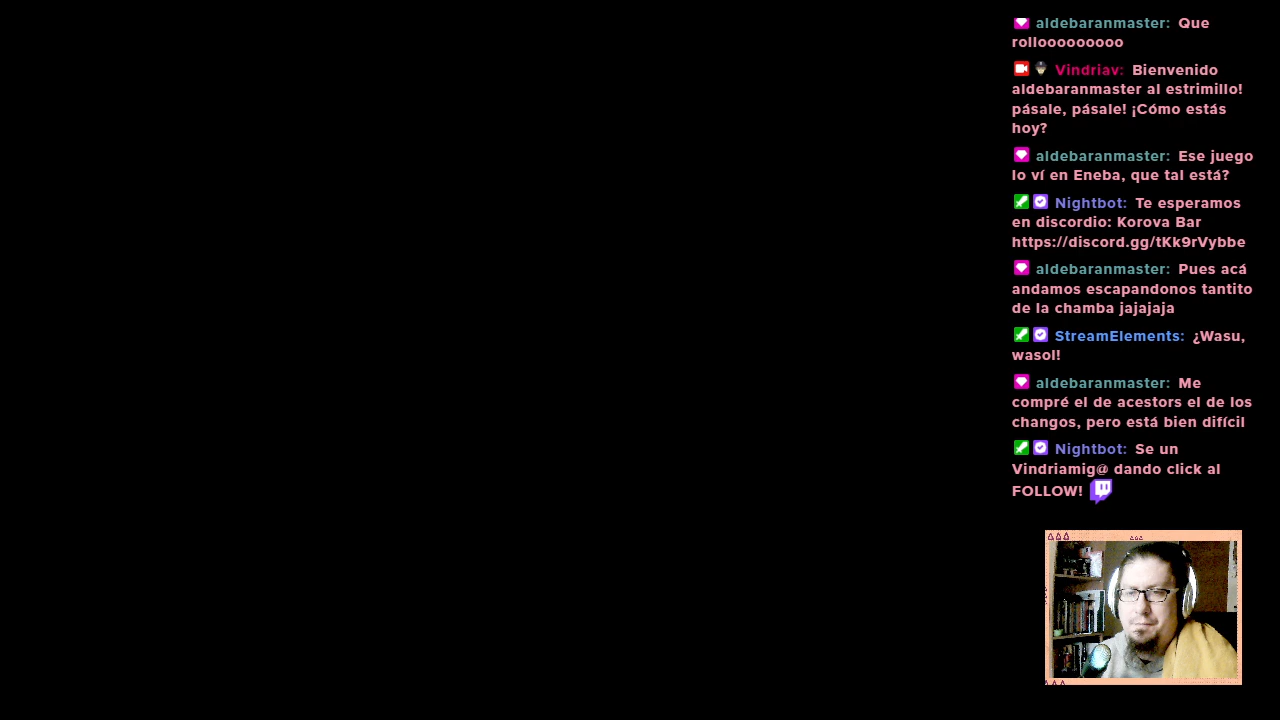 aldebaranmaster: Que
rollooooooooo
Vindriav: Bienvenido
aldebaranmaster al estrimillo!
pásale, pásale! ¡Cómo estás
hoy?
aldebaranmaster: Ese juego
lo ví en Eneba, que tal está?
Nightbot: Te esperamos
en discordio: Korova Bar
https://discord.gg/tKk9rVybbe
aldebaranmaster: Pues acá
andamos escapandonos tantito
de la chamba jajajaja
StreamElements: ¿Wasu,
wasol!
aldebaranmaster: Me
compré el de acestors el de los
changos, pero está bien difícil
Nightbot: Se un
Vindriamig@ dando click al
FOLLOW!